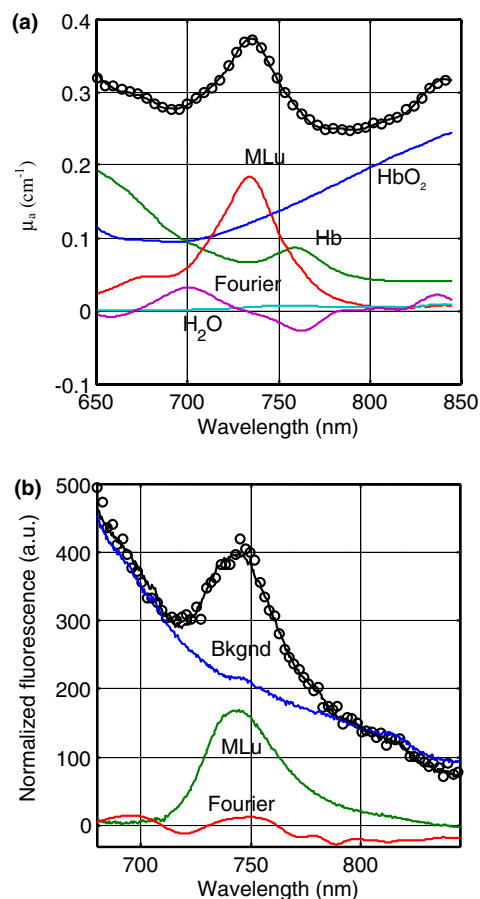 (a)
0.4
0.3
0.2
0.1
0
-0.1
μa (cm-1)
MLu
HbO2
Hb
Fourier
H2O
650 700 750 800 850
Wavelength (nm)
(b)
500
400
300
200
100
0
Normalized fluorescence (a.u.)
Bkgnd
MLu
Fourier
700 750 800
Wavelength (nm)